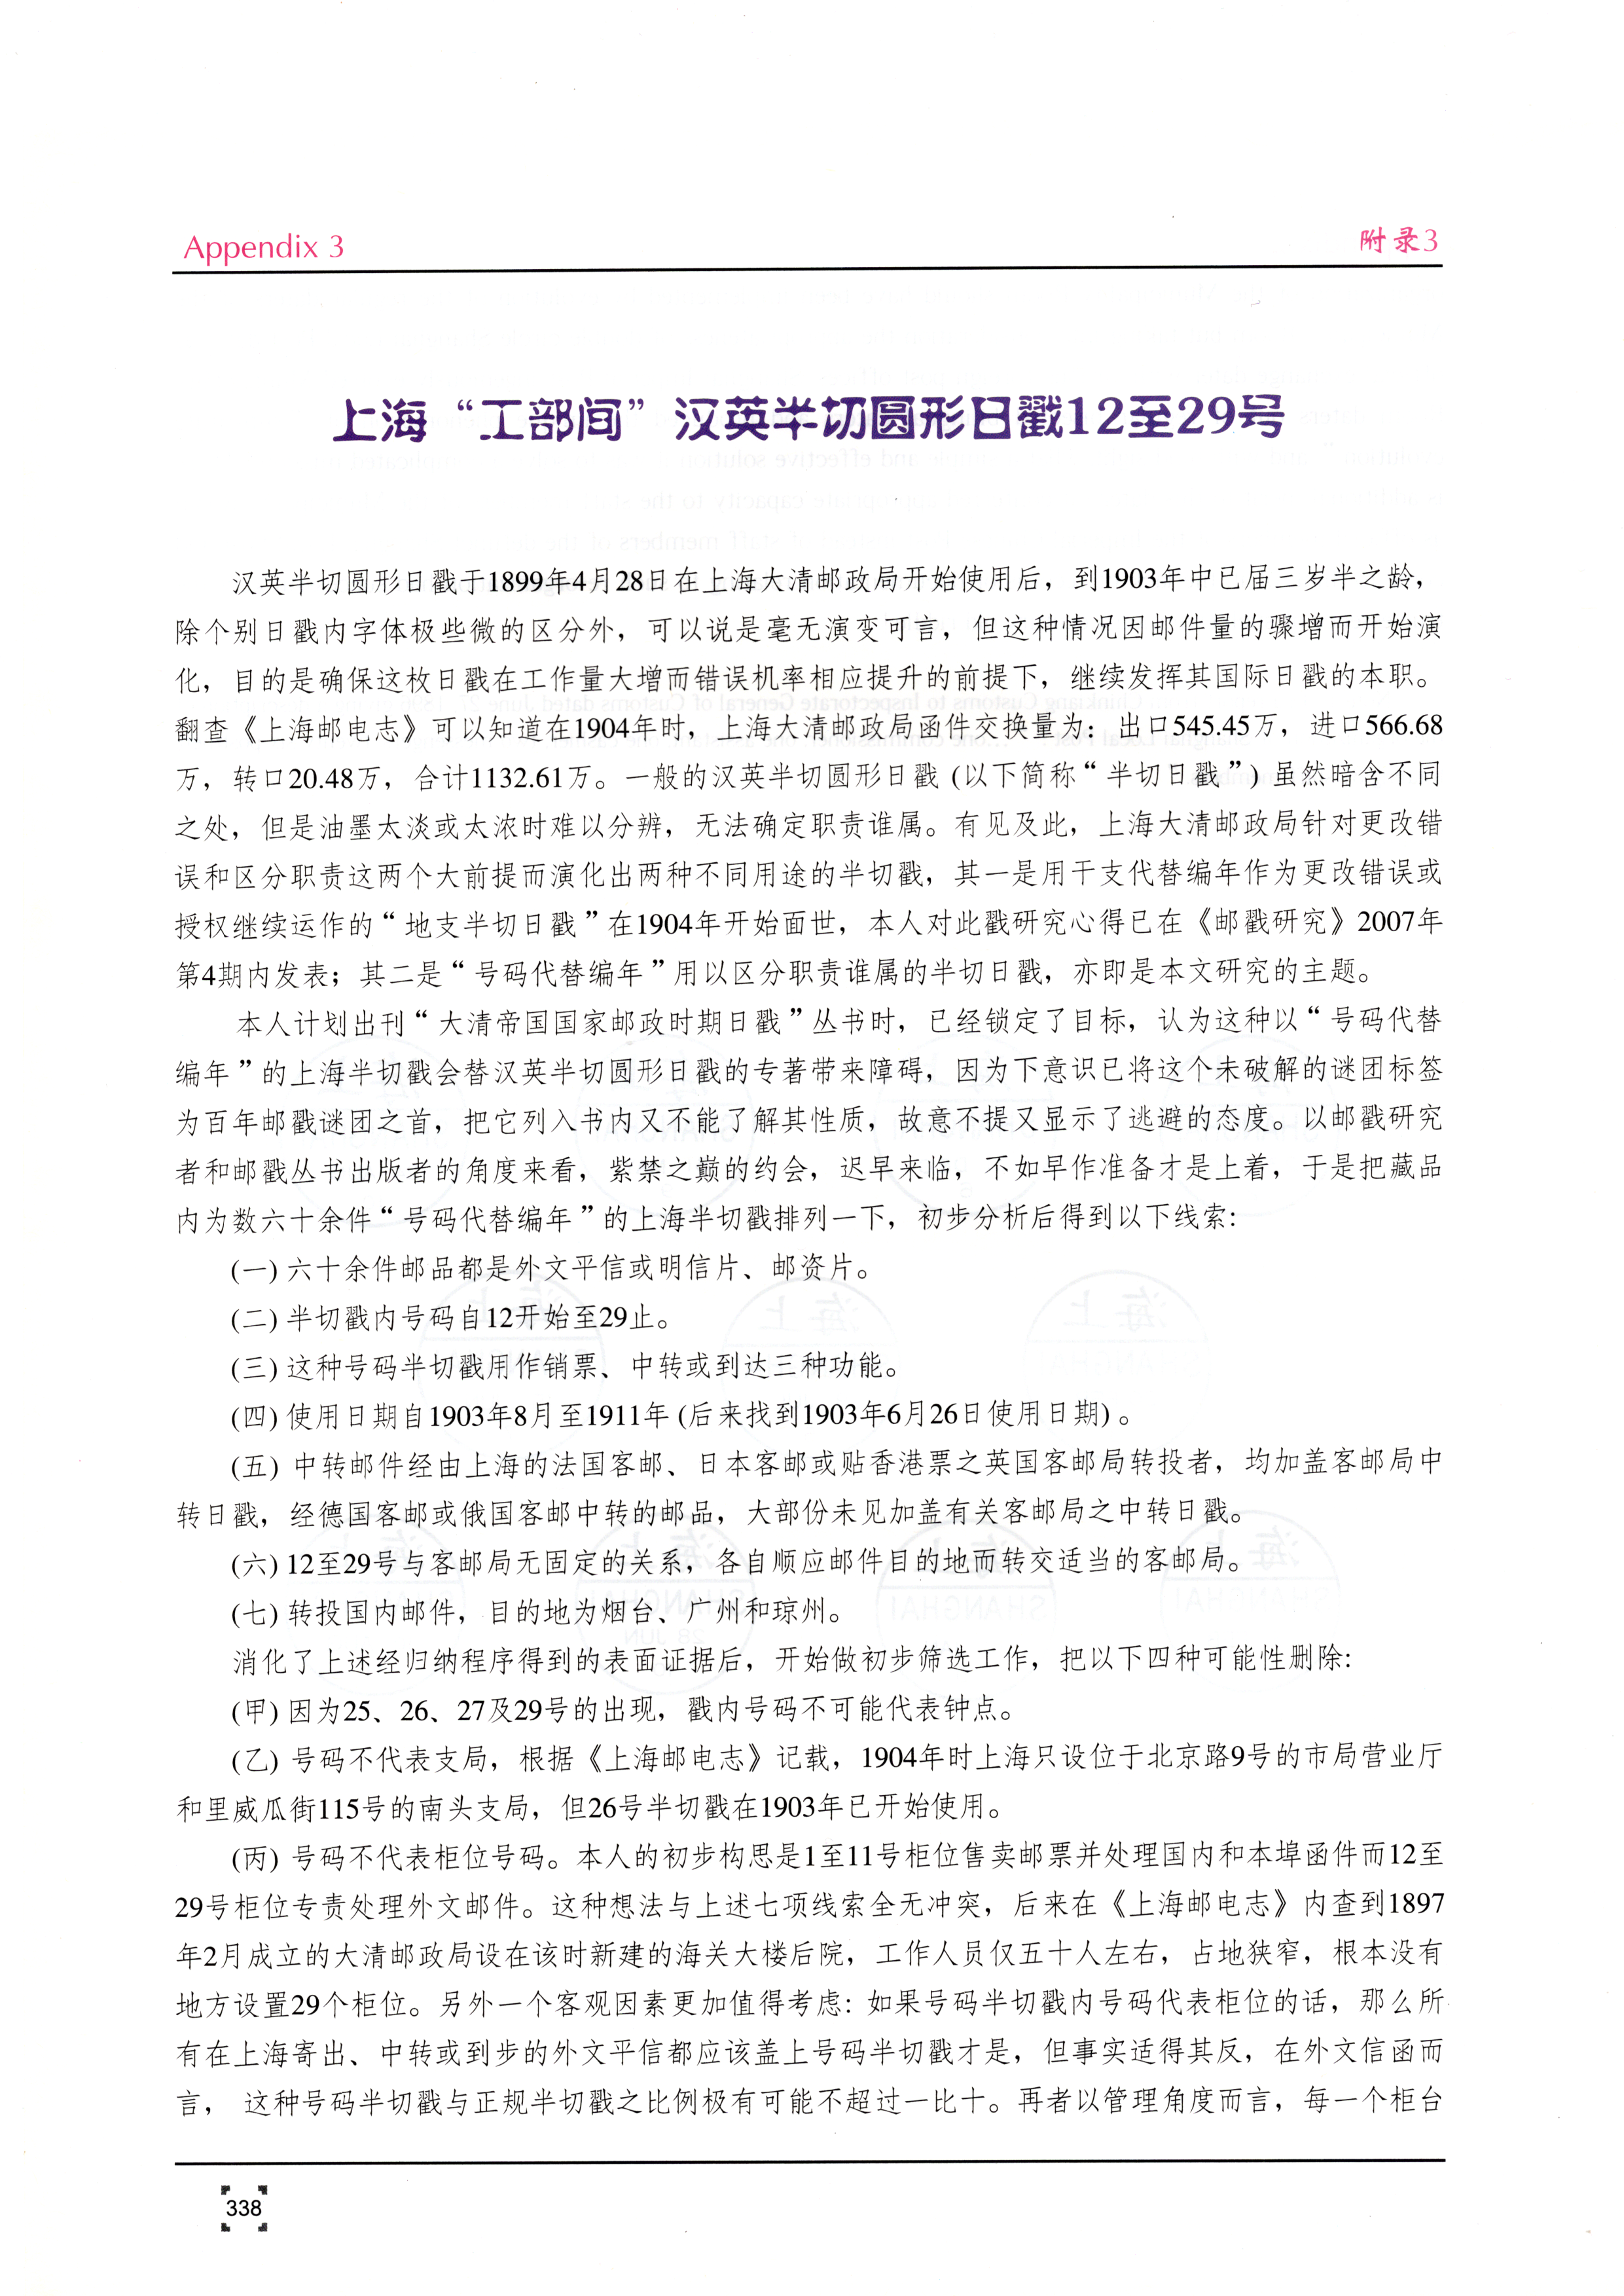 Appendix 3
附录3
上海“工部间”汉英半切圆形日戳12至29号
汉英半切圆形日戳于1899年4月28日在上海大清邮政局开始使用后，到1903年中已届三岁半之龄，
除个别日戳内字体极些微的区分外，可以说是毫无演变可言，但这种情况因邮件量的骤增而开始演
化，目的是确保这枚日戳在工作量大增而错误机率相应提升的前提下，继续发挥其国际日戳的本职。
翻查《上海邮电志》可以知道在1904年时，上海大清邮政局函件交换量为：出口545.45万，进口566.68
万，转口20.48万，合计1132.61万。一般的汉英半切圆形日戳 (以下简称“半切日戳”) 虽然暗含不同
之处，但是油墨太淡或太浓时难以分辨，无法确定职责谁属。有见及此，上海大清邮政局针对更改错
误和区分职责这两个大前提而演化出两种不同用途的半切戳，其一是用干支代替编年作为更改错误或
授权继续运作的“地支半切日戳”在1904年开始面世，本人对此戳研究心得已在《邮戳研究》2007年
第4期内发表；其二是“号码代替编年”用以区分职责谁属的半切日戳，亦即是本文研究的主题。
本人计划出刊“大清帝国国家邮政时期日戳”丛书时，已经锁定了目标，认为这种以“号码代替
编年”的上海半切戳会替汉英半切圆形日戳的专著带来障碍，因为下意识已将这个未破解的谜团标签
为百年邮戳谜团之首，把它列入书内又不能了解其性质，故意不提又显示了逃避的态度。以邮戳研究
者和邮戳丛书出版者的角度来看，紫禁之巅的约会，迟早来临，不如早作准备才是上着，于是把藏品
内为数六十余件“号码代替编年”的上海半切戳排列一下，初步分析后得到以下线索：
(一) 六十余件邮品都是外文平信或明信片、邮资片。
(二) 半切戳内号码自12开始至29止。
(三) 这种号码半切戳用作销票、中转或到达三种功能。
(四) 使用日期自1903年8月至1911年 (后来找到1903年6月26日使用日期) 。
(五) 中转邮件经由上海的法国客邮、日本客邮或贴香港票之英国客邮局转投者，均加盖客邮局中
转日戳，经德国客邮或俄国客邮中转的邮品，大部份未见加盖有关客邮局之中转日戳。
(六) 12至29号与客邮局无固定的关系，各自顺应邮件目的地而转交适当的客邮局。
(七) 转投国内邮件，目的地为烟台、广州和琼州。
消化了上述经归纳程序得到的表面证据后，开始做初步筛选工作，把以下四种可能性删除：
(甲) 因为25、26、27及29号的出现，戳内号码不可能代表钟点。
(乙) 号码不代表支局，根据《上海邮电志》记载，1904年时上海只设位于北京路9号的市局营业厅
和里威瓜街115号的南头支局，但26号半切戳在1903年已开始使用。
(丙) 号码不代表柜位号码。本人的初步构思是1至11号柜位售卖邮票并处理国内和本埠函件而12至
29号柜位专责处理外文邮件。这种想法与上述七项线索全无冲突，后来在《上海邮电志》内查到1897
年2月成立的大清邮政局设在该时新建的海关大楼后院，工作人员仅五十人左右，占地狭窄，根本没有
地方设置29个柜位。另外一个客观因素更加值得考虑：如果号码半切戳内号码代表柜位的话，那么所
有在上海寄出、中转或到步的外文平信都应该盖上号码半切戳才是，但事实适得其反，在外文信函而
言， 这种号码半切戳与正规半切戳之比例极有可能不超过一比十。再者以管理角度而言，每一个柜台
338